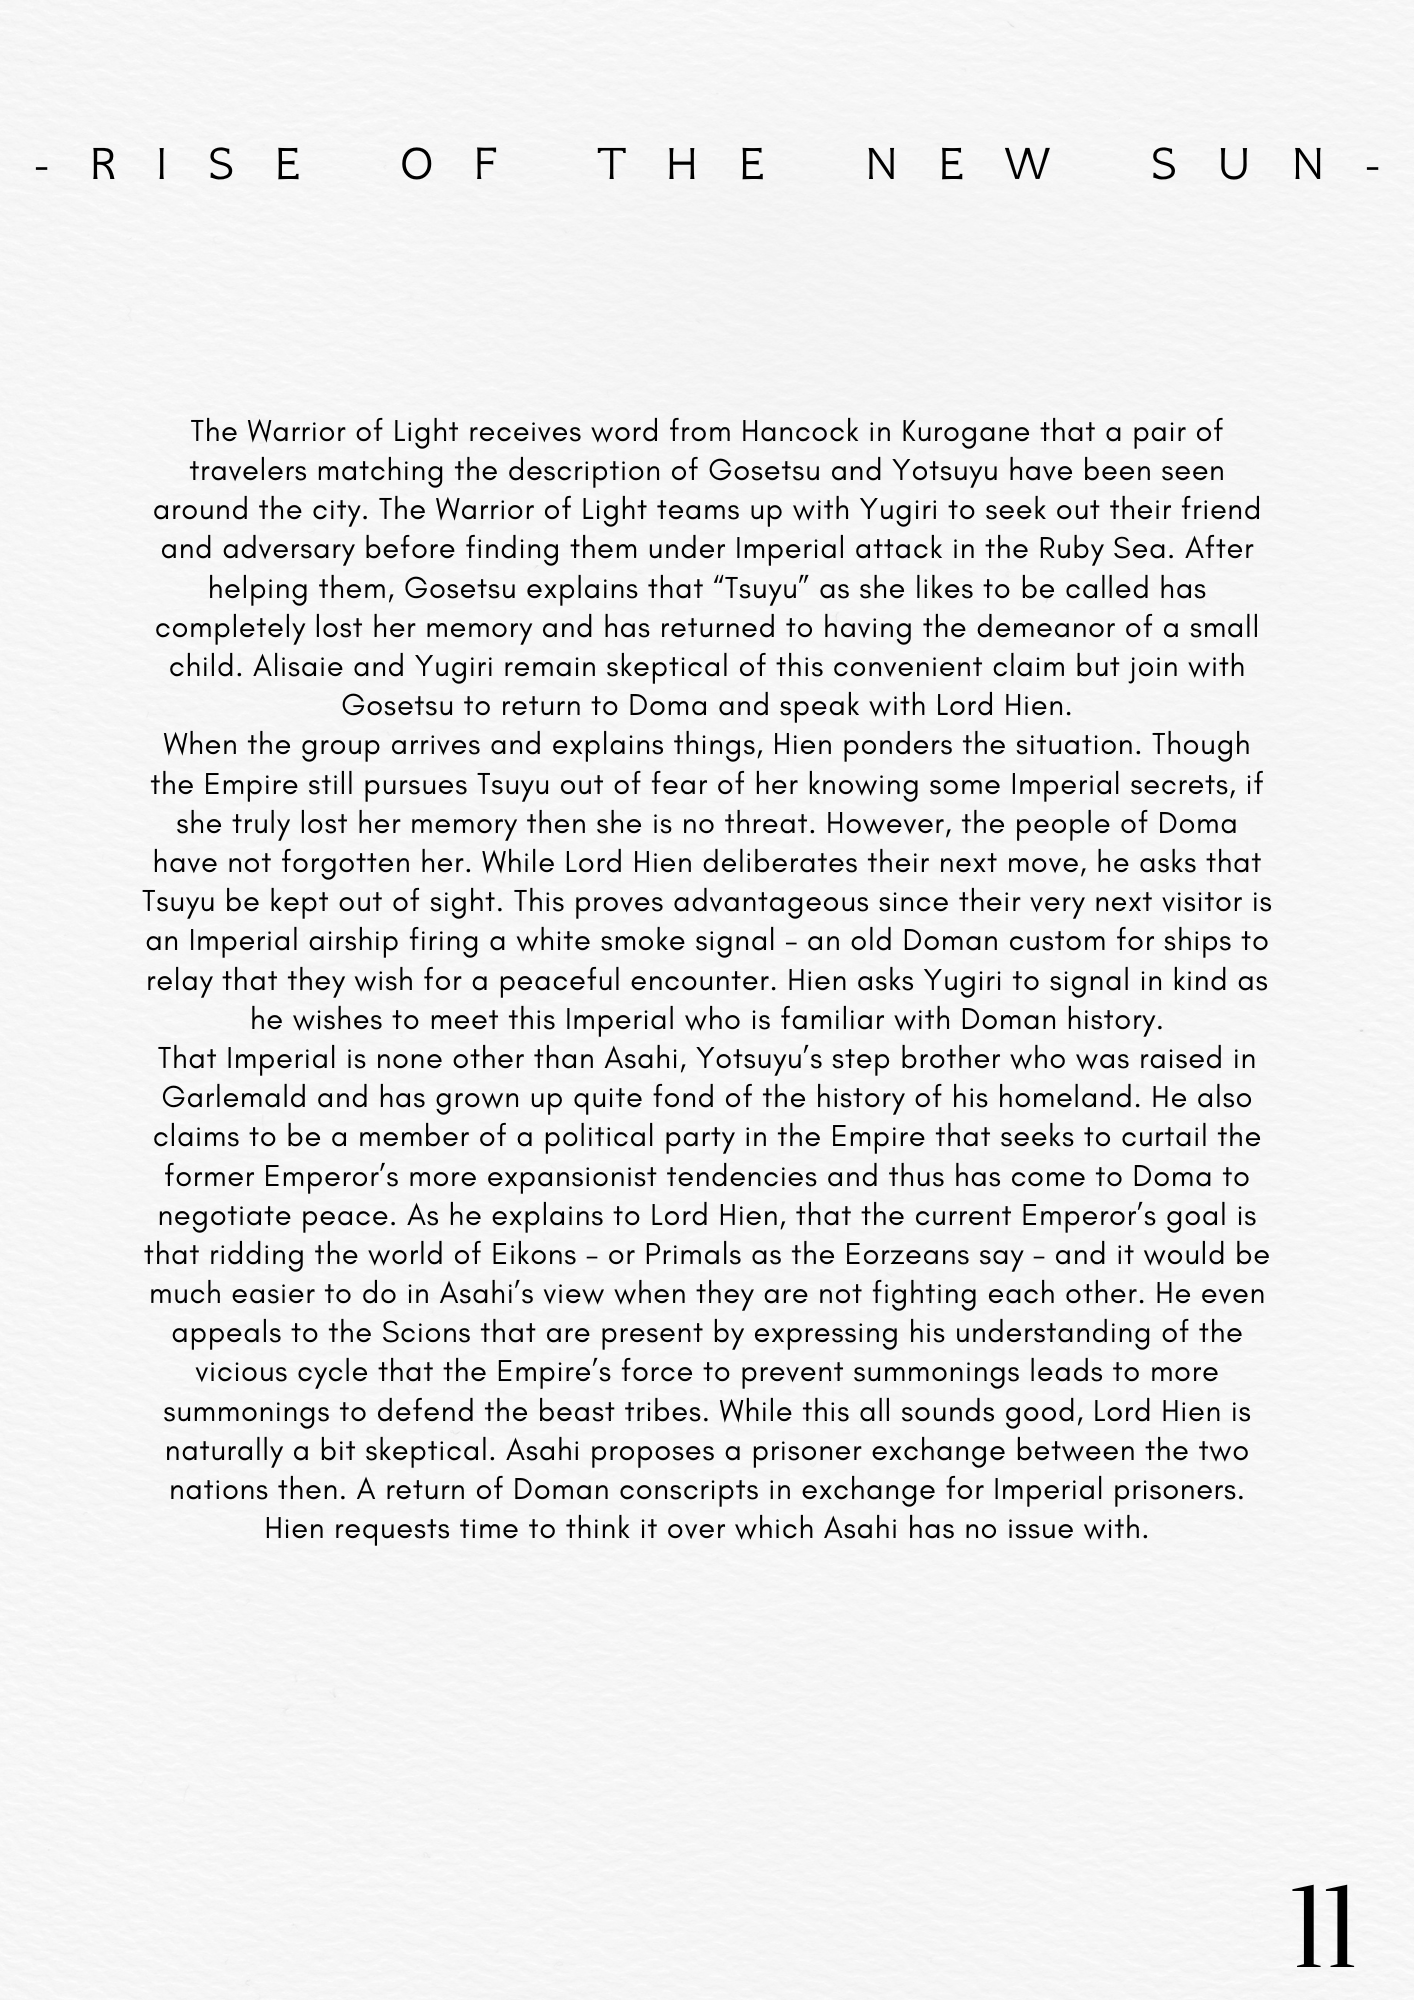 - RISE OF THE NEW SUN -
The Warrior of Light receives word from Hancock in Kurogane that a pair of
travelers matching the description of Gosetsu and Yotsuyu have been seen
around the city. The Warrior of Light teams up with Yugiri to seek out their friend
and adversary before finding them under Imperial attack in the Ruby Sea. After
helping them, Gosetsu explains that “Tsuyu” as she likes to be called has
completely lost her memory and has returned to having the demeanor of a small
child. Alisaie and Yugiri remain skeptical of this convenient claim but join with
Gosetsu to return to Doma and speak with Lord Hien.
When the group arrives and explains things, Hien ponders the situation. Though
the Empire still pursues Tsuyu out of fear of her knowing some Imperial secrets, if
she truly lost her memory then she is no threat. However, the people of Doma
have not forgotten her. While Lord Hien deliberates their next move, he asks that
Tsuyu be kept out of sight. This proves advantageous since their very next visitor is
an Imperial airship firing a white smoke signal – an old Doman custom for ships to
relay that they wish for a peaceful encounter. Hien asks Yugiri to signal in kind as
he wishes to meet this Imperial who is familiar with Doman history.
That Imperial is none other than Asahi, Yotsuyu’s step brother who was raised in
Garlemald and has grown up quite fond of the history of his homeland. He also
claims to be a member of a political party in the Empire that seeks to curtail the
former Emperor’s more expansionist tendencies and thus has come to Doma to
negotiate peace. As he explains to Lord Hien, that the current Emperor’s goal is
that ridding the world of Eikons – or Primals as the Eorzeans say – and it would be
much easier to do in Asahi’s view when they are not fighting each other. He even
appeals to the Scions that are present by expressing his understanding of the
vicious cycle that the Empire’s force to prevent summonings leads to more
summonings to defend the beast tribes. While this all sounds good, Lord Hien is
naturally a bit skeptical. Asahi proposes a prisoner exchange between the two
nations then. A return of Doman conscripts in exchange for Imperial prisoners.
Hien requests time to think it over which Asahi has no issue with.
11